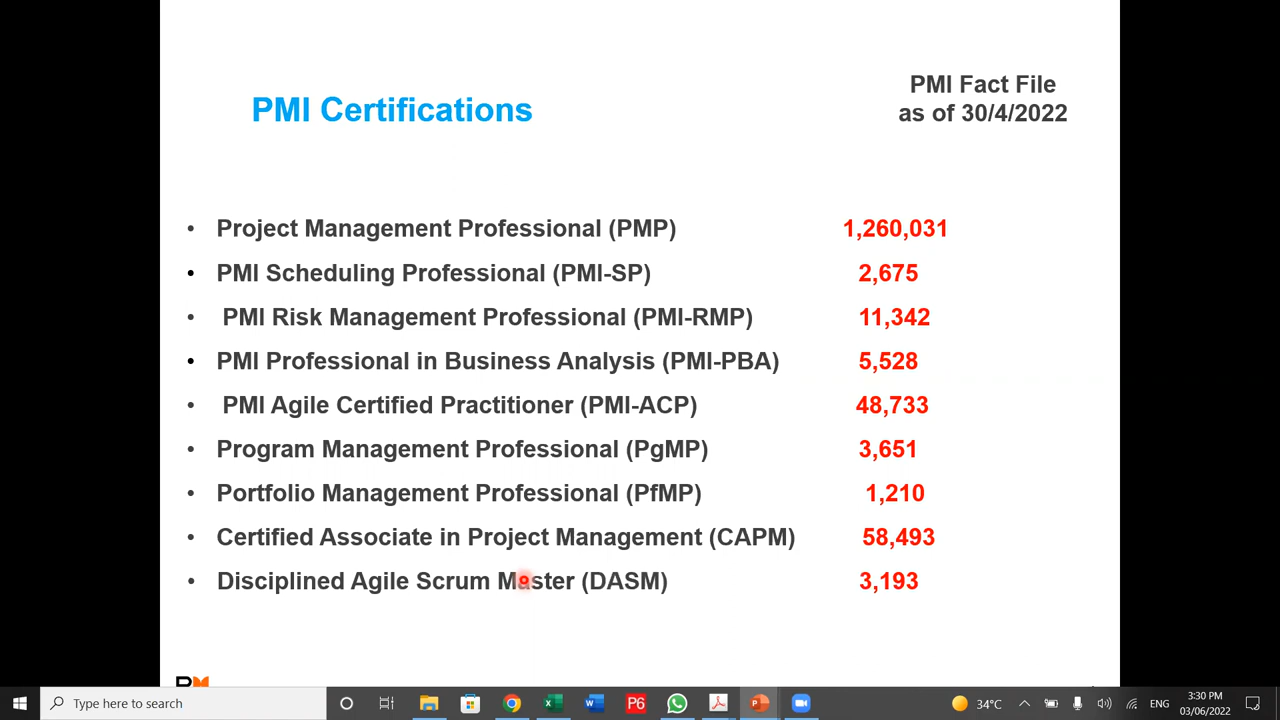 PMI Fact File
as of 30/4/2022
PMI Certifications
• Project Management Professional (PMP) 1,260,031
• PMI Scheduling Professional (PMI-SP) 2,675
• PMI Risk Management Professional (PMI-RMP) 11,342
• PMI Professional in Business Analysis (PMI-PBA) 5,528
• PMI Agile Certified Practitioner (PMI-ACP) 48,733
• Program Management Professional (PgMP) 3,651
• Portfolio Management Professional (PfMP) 1,210
• Certified Associate in Project Management (CAPM) 58,493
• Disciplined Agile Scrum Master (DASM) 3,193
Type here to search
P6
34°C
ENG
3:30 PM
03/06/2022